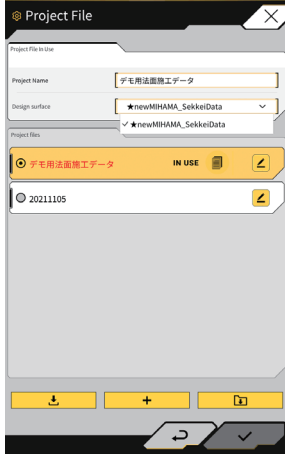 Project File
Project File In Use
Project Name
デモ用法面施工データ
Design surface
★newMIHAMA_SekkeiData
★newMIHAMA_SekkeiData
Project files
デモ用法面施工データ
IN USE
20211105